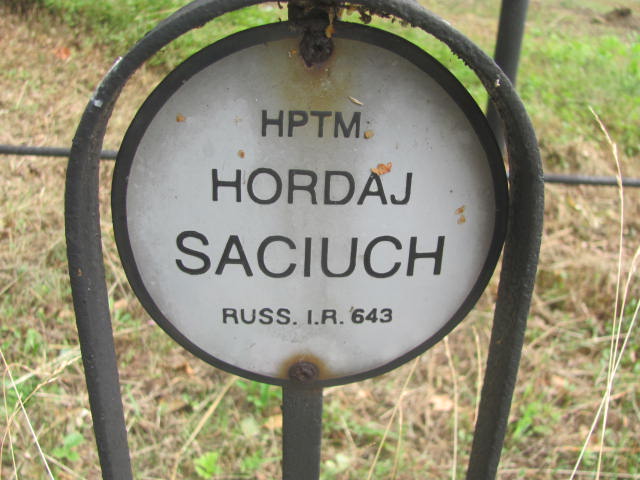 HPTM.
HORDAJ
SACIUCH
RUSS. I.R. 643